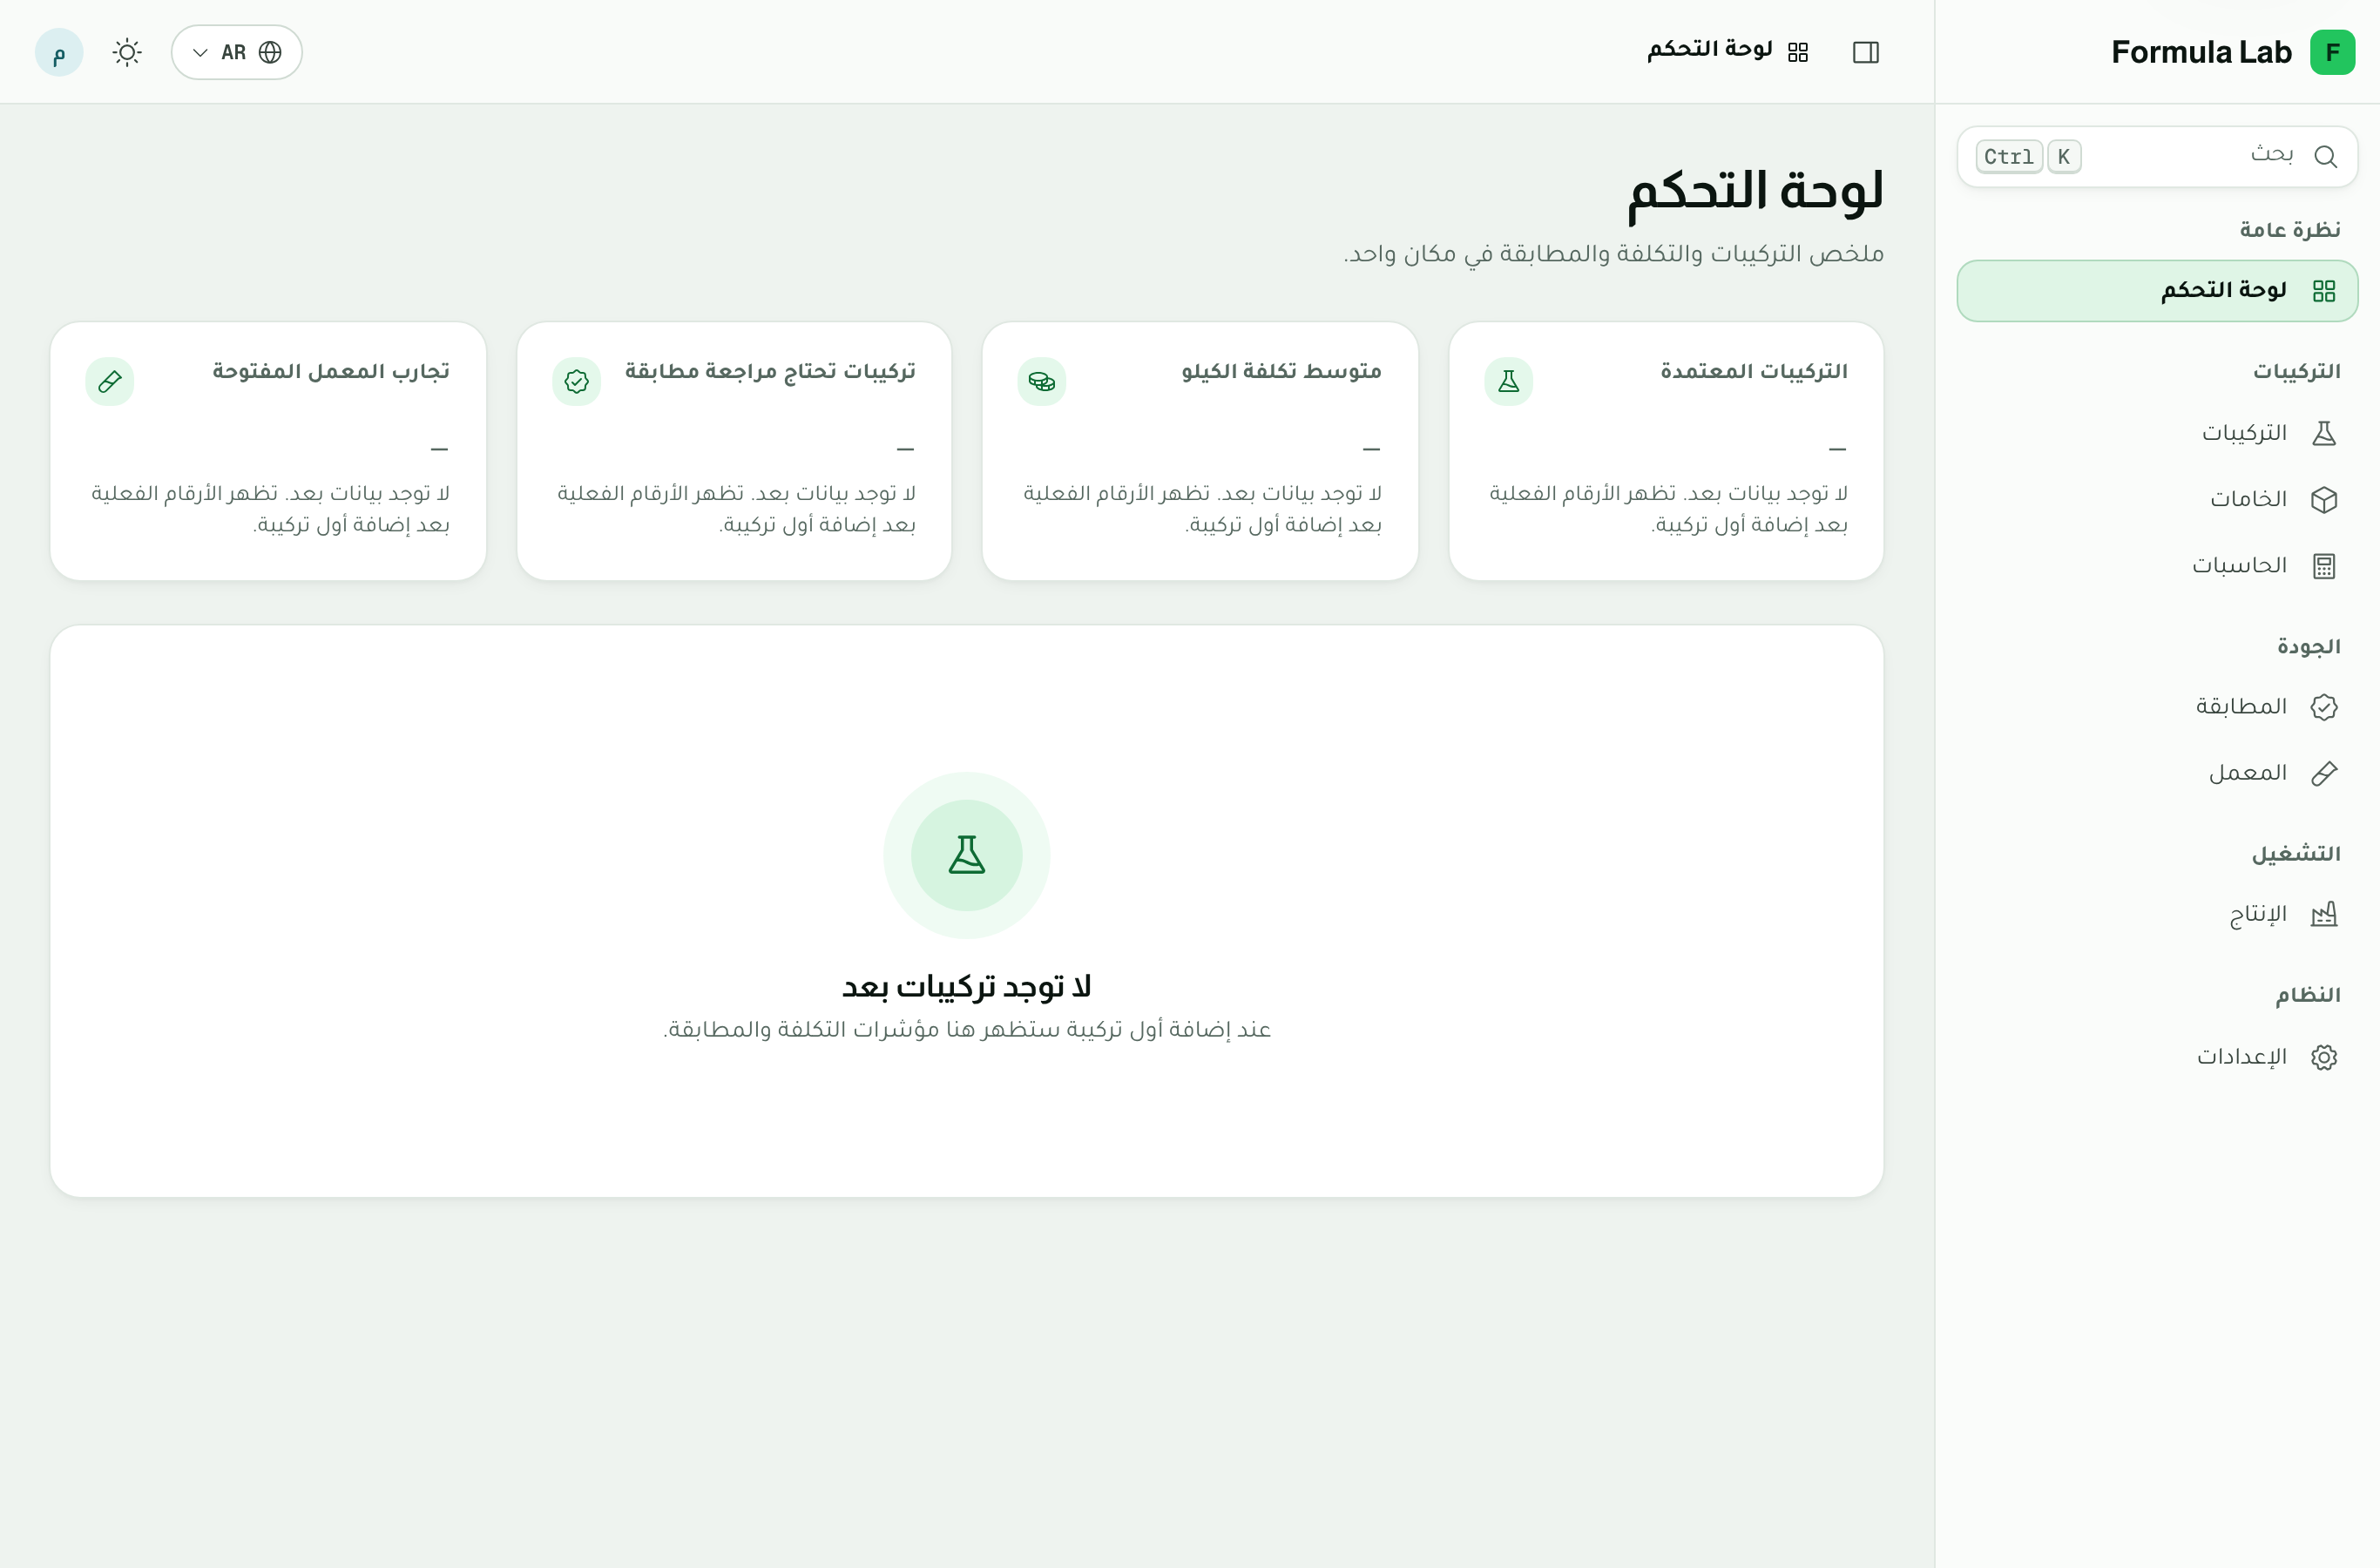 F
Formula Lab
لوحة التحكم
AR
م
بحث
Ctrl K
نظرة عامة
لوحة التحكم
التركيبات
التركيبات
الخامات
الحاسبات
الجودة
المطابقة
المعمل
التشغيل
الإنتاج
النظام
الإعدادات
لوحة التحكم
ملخص التركيبات والتكلفة والمطابقة في مكان واحد.
التركيبات المعتمدة
—
لا توجد بيانات بعد. تظهر الأرقام الفعلية
بعد إضافة أول تركيبة.
متوسط تكلفة الكيلو
—
لا توجد بيانات بعد. تظهر الأرقام الفعلية
بعد إضافة أول تركيبة.
تركيبات تحتاج مراجعة مطابقة
—
لا توجد بيانات بعد. تظهر الأرقام الفعلية
بعد إضافة أول تركيبة.
تجارب المعمل المفتوحة
—
لا توجد بيانات بعد. تظهر الأرقام الفعلية
بعد إضافة أول تركيبة.
لا توجد تركيبات بعد
عند إضافة أول تركيبة ستظهر هنا مؤشرات التكلفة والمطابقة.